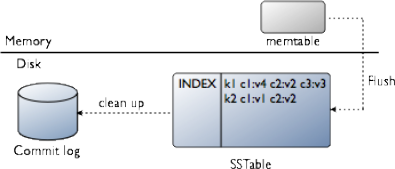 Memory
memtable
Disk
Flush
INDEX
k1 c1:v4 c2:v2 c3:v3
k2 c1:v1 c2:v2
clean up
Commit log
SSTable